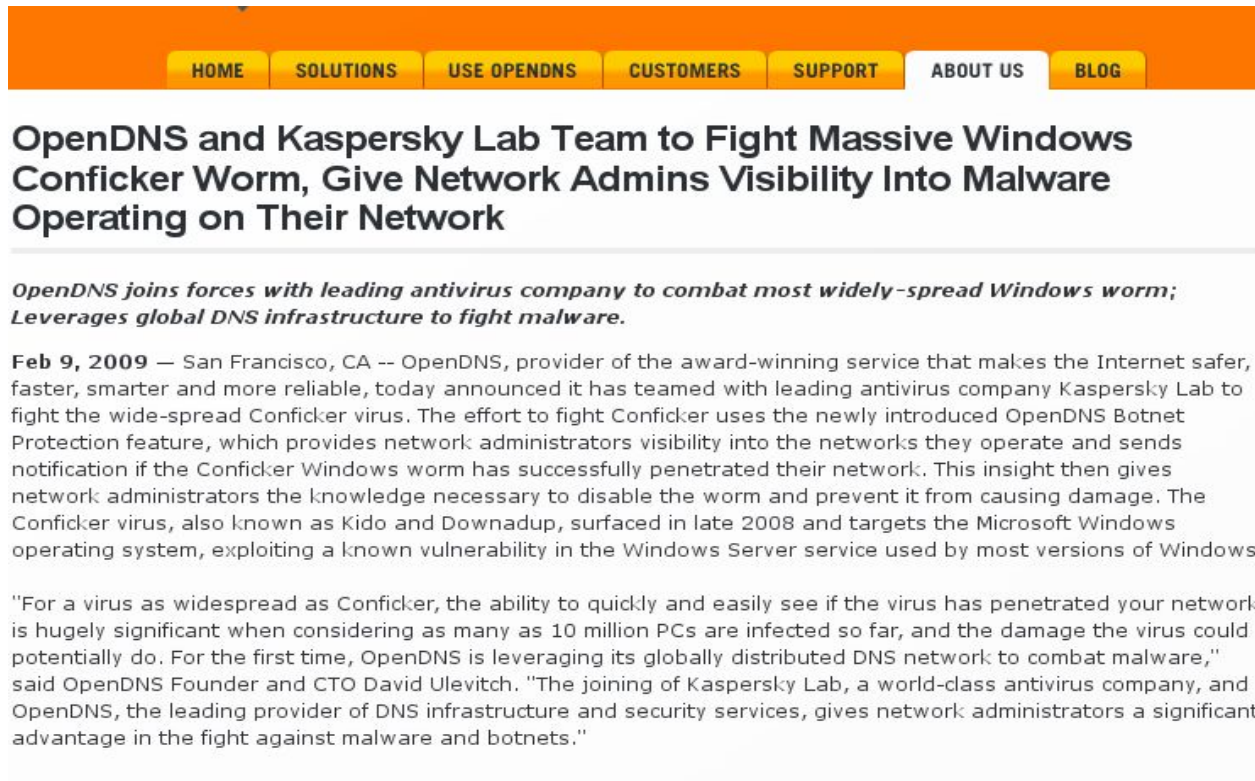 HOME SOLUTIONS USE OPENDNS CUSTOMERS SUPPORT ABOUT US BLOG
OpenDNS and Kaspersky Lab Team to Fight Massive Windows
Conficker Worm, Give Network Admins Visibility Into Malware
Operating on Their Network
OpenDNS joins forces with leading antivirus company to combat most widely-spread Windows worm;
Leverages global DNS infrastructure to fight malware.
Feb 9, 2009 — San Francisco, CA -- OpenDNS, provider of the award-winning service that makes the Internet safer,
faster, smarter and more reliable, today announced it has teamed with leading antivirus company Kaspersky Lab to
fight the wide-spread Conficker virus. The effort to fight Conficker uses the newly introduced OpenDNS Botnet
Protection feature, which provides network administrators visibility into the networks they operate and sends
notification if the Conficker Windows worm has successfully penetrated their network. This insight then gives
network administrators the knowledge necessary to disable the worm and prevent it from causing damage. The
Conficker virus, also known as Kido and Downadup, surfaced in late 2008 and targets the Microsoft Windows
operating system, exploiting a known vulnerability in the Windows Server service used by most versions of Windows
"For a virus as widespread as Conficker, the ability to quickly and easily see if the virus has penetrated your network
is hugely significant when considering as many as 10 million PCs are infected so far, and the damage the virus could
potentially do. For the first time, OpenDNS is leveraging its globally distributed DNS network to combat malware,"
said OpenDNS Founder and CTO David Ulevitch. "The joining of Kaspersky Lab, a world-class antivirus company, and
OpenDNS, the leading provider of DNS infrastructure and security services, gives network administrators a significant
advantage in the fight against malware and botnets."